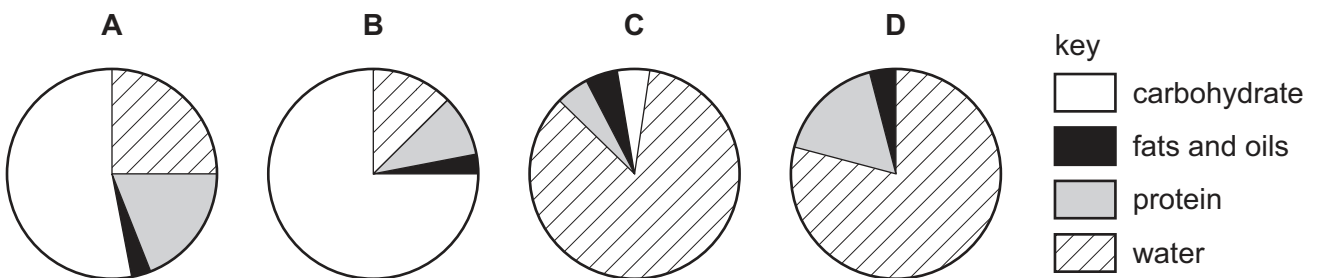 A B C D
key
carbohydrate
fats and oils
protein
water